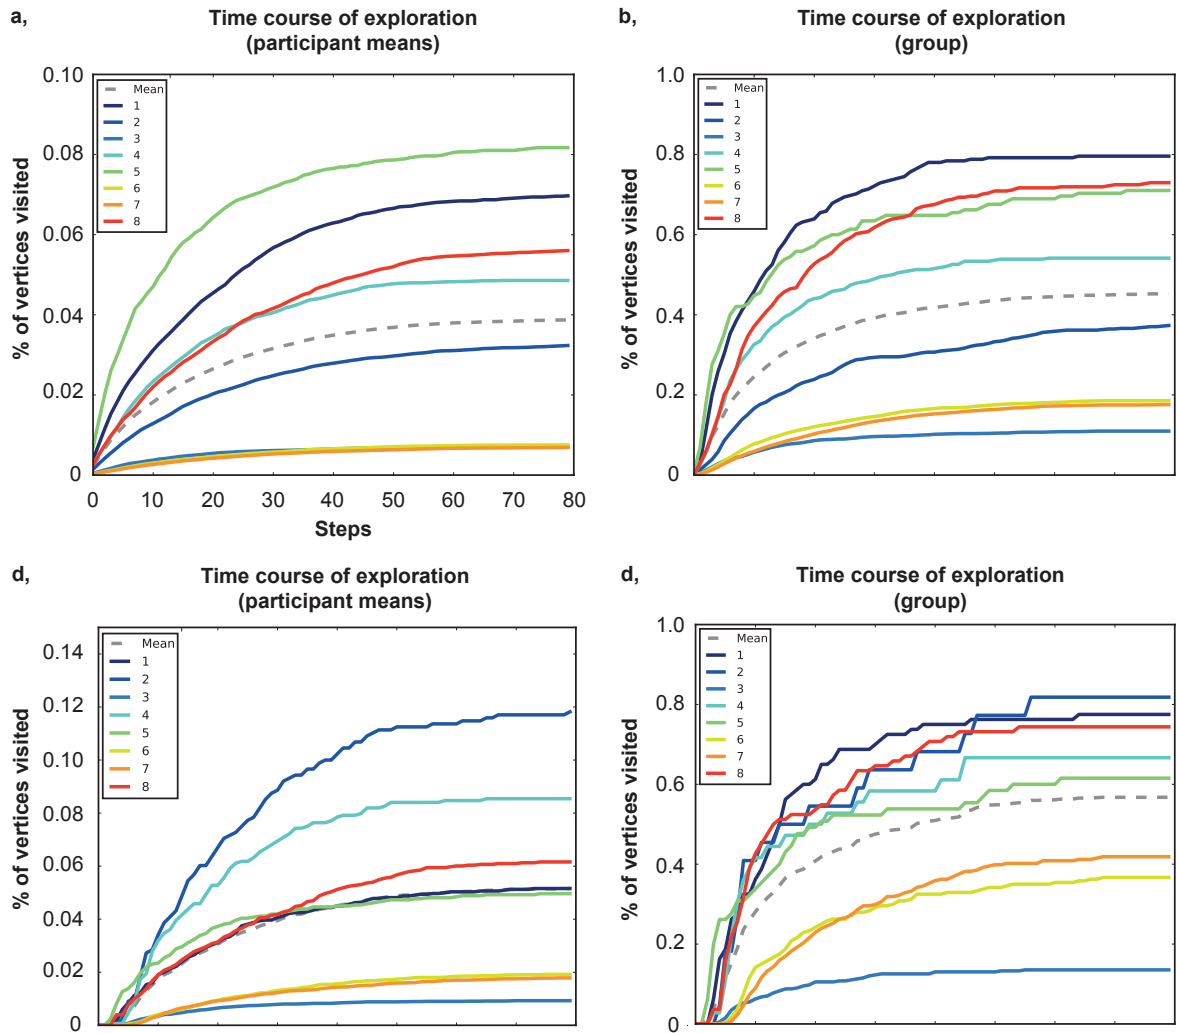 a,
Time course of exploration
(participant means)
% of vertices visited
0.10
0.08
0.06
0.04
0.02
0
Mean
1
2
3
4
5
6
7
8
0 10 20 30 40 50 60 70 80
Steps
b,
Time course of exploration
(group)
% of vertices visited
1.0
0.8
0.6
0.4
0.2
0
Mean
1
2
3
4
5
6
7
8
d,
Time course of exploration
(participant means)
% of vertices visited
0.14
0.12
0.10
0.08
0.06
0.04
0.02
0
Mean
1
2
3
4
5
6
7
8
d,
Time course of exploration
(group)
% of vertices visited
1.0
0.8
0.6
0.4
0.2
0
Mean
1
2
3
4
5
6
7
8